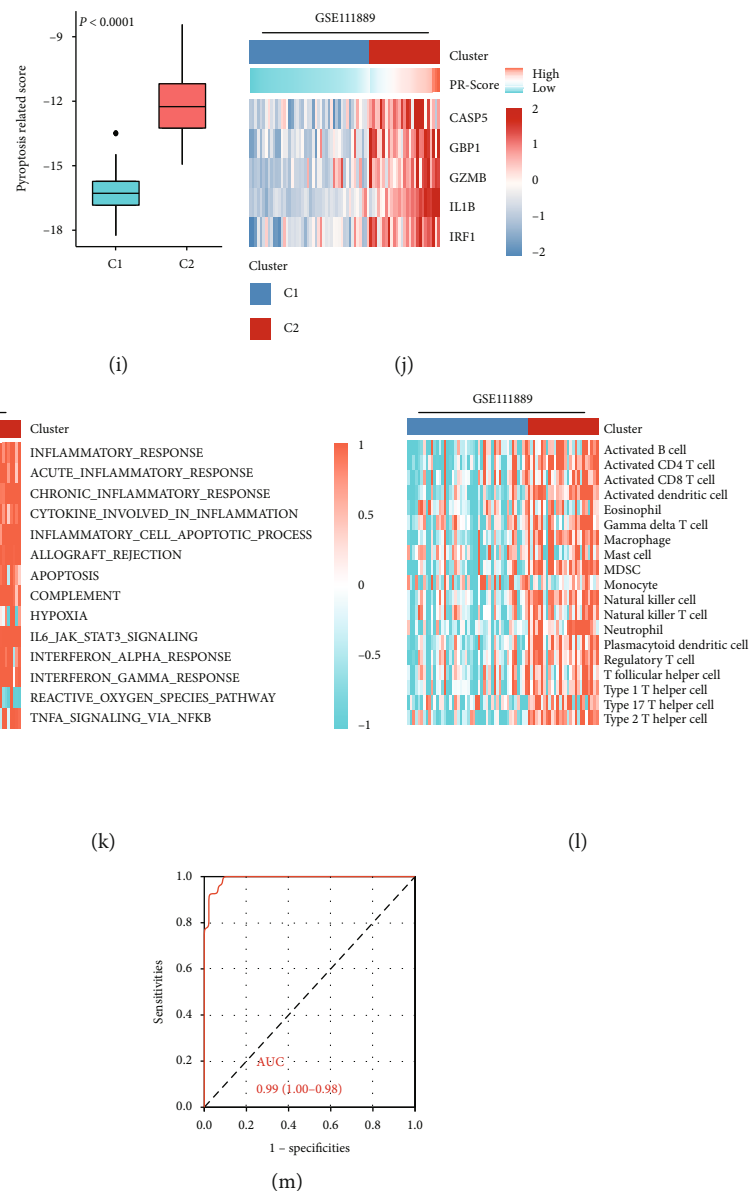 P < 0.0001
Pyroptosis related score
−9
−12
−15
−18
C1
C2
(i)
GSE111889
Cluster
PR-Score
High
Low
CASP5
GBP1
GZMB
IL1B
IRF1
2
1
0
−1
−2
Cluster
C1
C2
(j)
Cluster
INFLAMMATORY_RESPONSE
ACUTE_INFLAMMATORY_RESPONSE
CHRONIC_INFLAMMATORY_RESPONSE
CYTOKINE_INVOLVED_IN_INFLAMMATION
INFLAMMATORY_CELL_APOPTOTIC_PROCESS
ALLOGRAFT_REJECTION
APOPTOSIS
COMPLEMENT
HYPOXIA
IL6_JAK_STAT3_SIGNALING
INTERFERON_ALPHA_RESPONSE
INTERFERON_GAMMA_RESPONSE
REACTIVE_OXYGEN_SPECIES_PATHWAY
TNFA_SIGNALING_VIA_NFKB
1
0.5
0
−0.5
−1
(k)
GSE111889
Cluster
Activated B cell
Activated CD4 T cell
Activated CD8 T cell
Activated dendritic cell
Eosinophil
Gamma delta T cell
Macrophage
Mast cell
MDSC
Monocyte
Natural killer cell
Natural killer T cell
Neutrophil
Plasmacytoid dendritic cell
Regulatory T cell
T follicular helper cell
Type 1 T helper cell
Type 17 T helper cell
Type 2 T helper cell
(l)
Sensitivities
1.0
0.8
0.6
0.4
0.2
0.0
AUC
0.99 (1.00–0.98)
0.0
0.2
0.4
0.6
0.8
1.0
1 – specificities
(m)